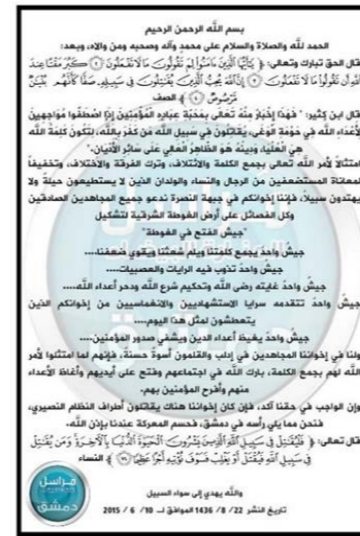 بسم الله الرحمن الرحيم
الحمد لله والصلاة والسلام على محمد وآله وصحبه ومن والاه، وبعد:
قال الحق تبارك وتعالى: ﴿ يَا أَيُّهَا الَّذِينَ آمَنُوا لِمَ تَقُولُونَ مَا لَا تَفْعَلُونَ ﴾ كَبُرَ مَقْتًا عِندَ
اللَّهِ أَن تَقُولُوا مَا لَا تَفْعَلُونَ ﴾ إِنَّ اللَّهَ يُحِبُّ الَّذِينَ يُقَاتِلُونَ فِي سَبِيلِهِ صَفًّا كَأَنَّهُم بُنْيَانٌ
مَّرْصُوصٌ ﴾ الصف
قال ابن كثير: "فهذا إخبار منه تعالى بمحبة عباده المؤمنين إذا اصطفوا مواجهين
لأعداء الله في حومة الوغى، يقاتلون في سبيل الله من كفر بالله، لتكون كلمة الله
هي العليا، ودينه هو الظاهر العالي على سائر الأديان".
امتثالاً لأمر الله تعالى بجمع الكلمة والائتلاف، وترك الفرقة والاختلاف، وتخفيفاً
لمعاناة المستضعفين من الرجال والنساء والولدان الذين لا يستطيعون حيلة ولا
يهتدون سبيلا، فإننا إخوانكم في جبهة النصرة ندعو جميع المجاهدين الصادقين
وكل الفصائل على أرض الغوطة الشرقية لتشكيل
"جيش الفتح في الغوطة"
جيش واحد يجمع كلمتنا ويلم شعثنا ويقوي ضعفنا....
جيش واحد تذوب فيه الرايات والعصبيات....
جيش واحد غايته رضى الله وتحكيم شرع الله ودحر أعداء الله....
جيش واحد تتقدمه سرايا الاستشهاديين والانغماسيين من إخوانكم الذين
يتعطشون لمثل هذا اليوم....
جيش واحد يغيظ أعداء الدين ويشفي صدور المؤمنين....
ولنا في إخواننا المجاهدين في إدلب والقلمون أسوة حسنة، فإنهم لما امتثلوا لأمر
الله لهم بجمع الكلمة، بارك الله في اجتماعهم وفتح على أيديهم وأغاظ الأعداء
منهم وأفرح المؤمنين بهم.
وإن الواجب في حقنا آكد، فإن كان إخواننا هناك يقاتلون أطراف النظام النصيري،
فنحن مما يلي رأسه في دمشق، فحسم المعركة عندنا بإذن الله.
قال تعالى: ﴿ فَلْيُقَاتِلْ فِي سَبِيلِ اللَّهِ الَّذِينَ يَشْرُونَ الْحَيَاةَ الدُّنْيَا بِالْآخِرَةِ وَمَن يُقَاتِلْ
فِي سَبِيلِ اللَّهِ فَيُقْتَلْ أَوْ يَغْلِبْ فَسَوْفَ نُؤْتِيهِ أَجْرًا عَظِيمًا ﴾ النساء
والله يهدي إلى سواء السبيل
تاريخ النشر 22/ 8/ 1436 الموافق لـ 10/ 6 / 2015
مراسل
دمشق